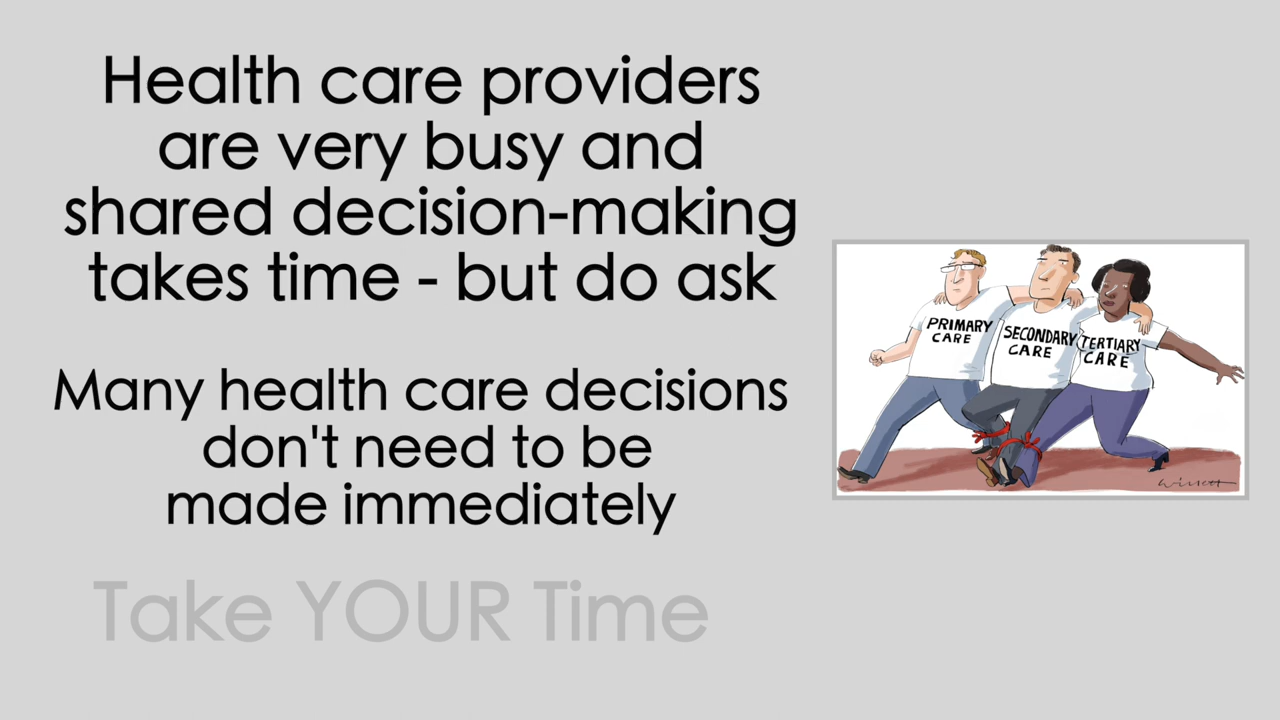 Health care providers
are very busy and
shared decision-making
takes time - but do ask
Many health care decisions
don't need to be
made immediately
Take YOUR Time
PRIMARY
CARE
SECONDARY
CARE
TERTIARY
CARE